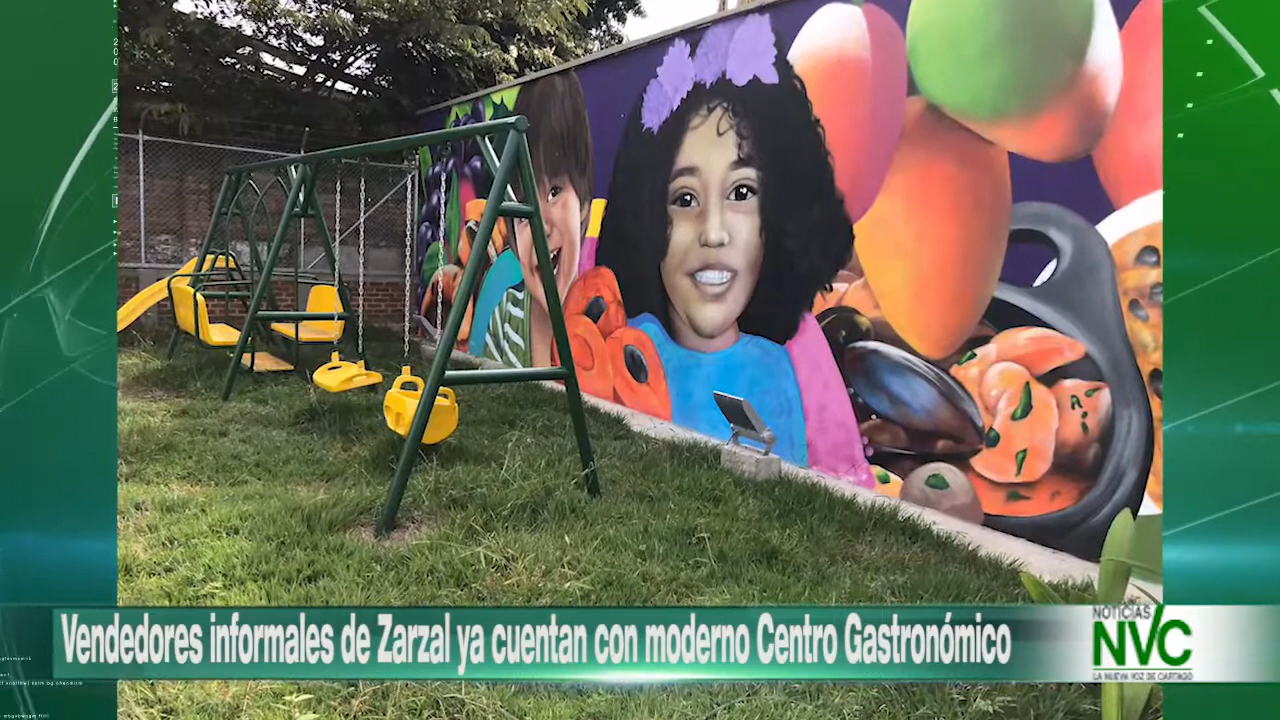 Vendedores informales de Zarzal ya cuentan con moderno Centro Gastronómico
NOTICIAS
NVC
LA NUEVA VOZ DE CARTAGO